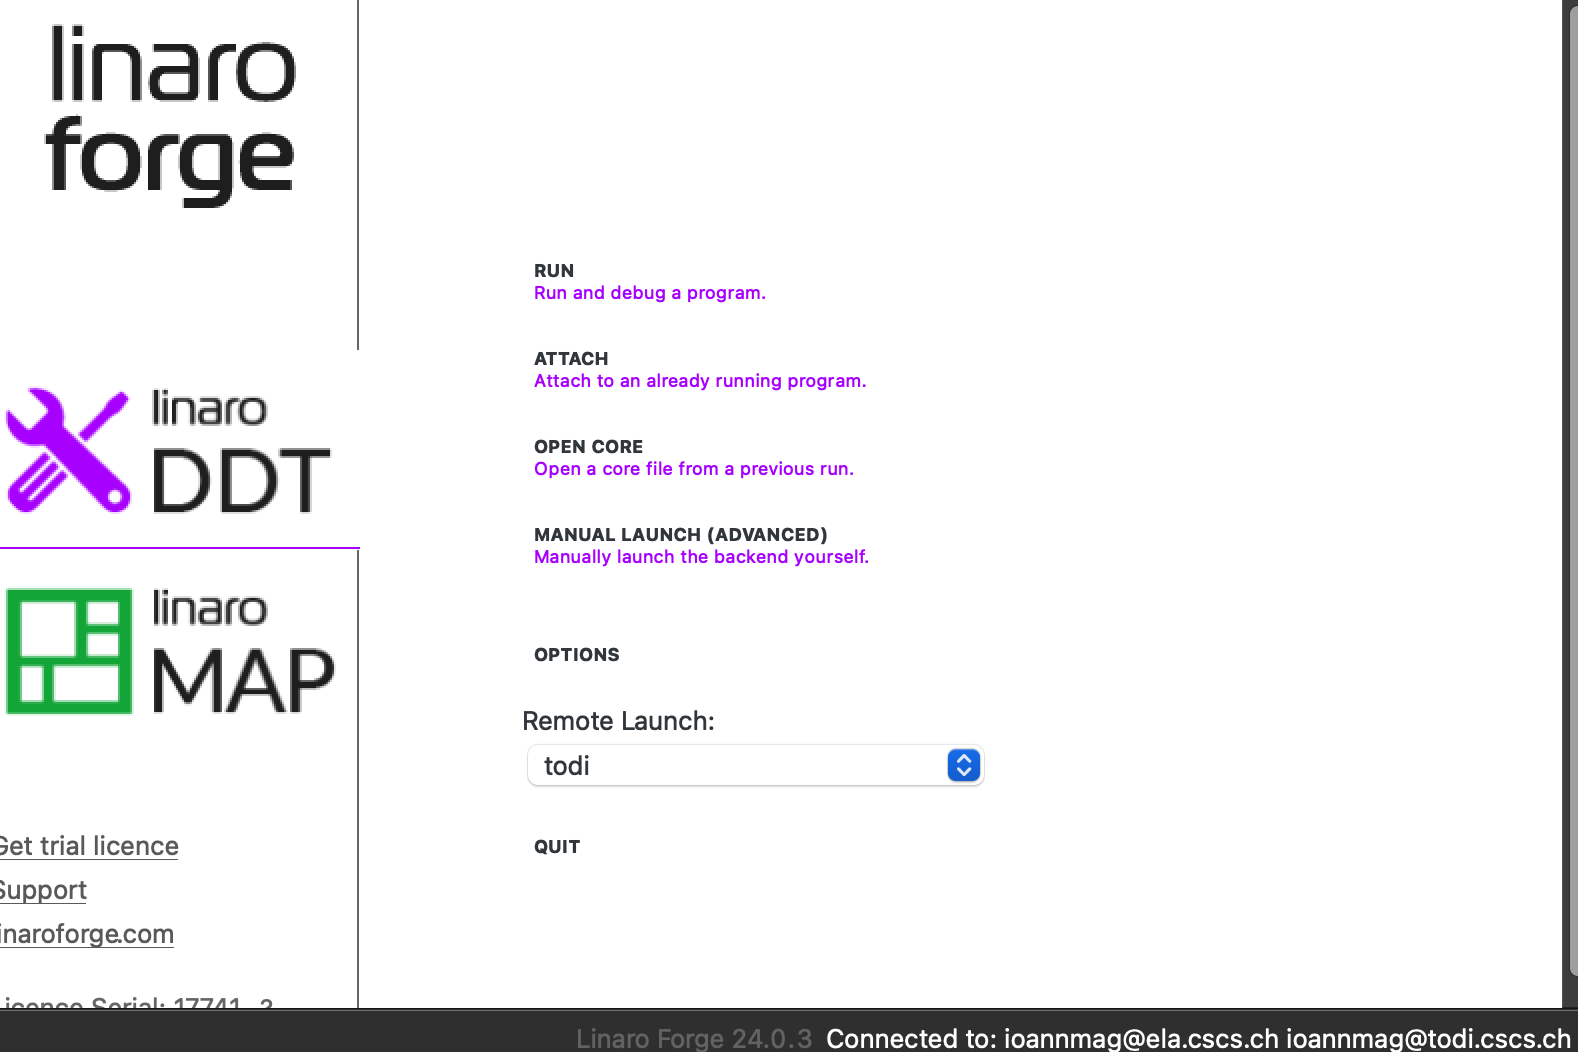 linaro
forge
RUN
Run and debug a program.
ATTACH
Attach to an already running program.
OPEN CORE
Open a core file from a previous run.
MANUAL LAUNCH (ADVANCED)
Manually launch the backend yourself.
OPTIONS
Remote Launch:
todi
QUIT
linaro
DDT
linaro
MAP
Get trial licence
Support
linaroforge.com
Licence Serial: 17741
Linaro Forge 24.0.3 Connected to: ioannmag@ela.cscs.ch ioannmag@todi.cscs.ch